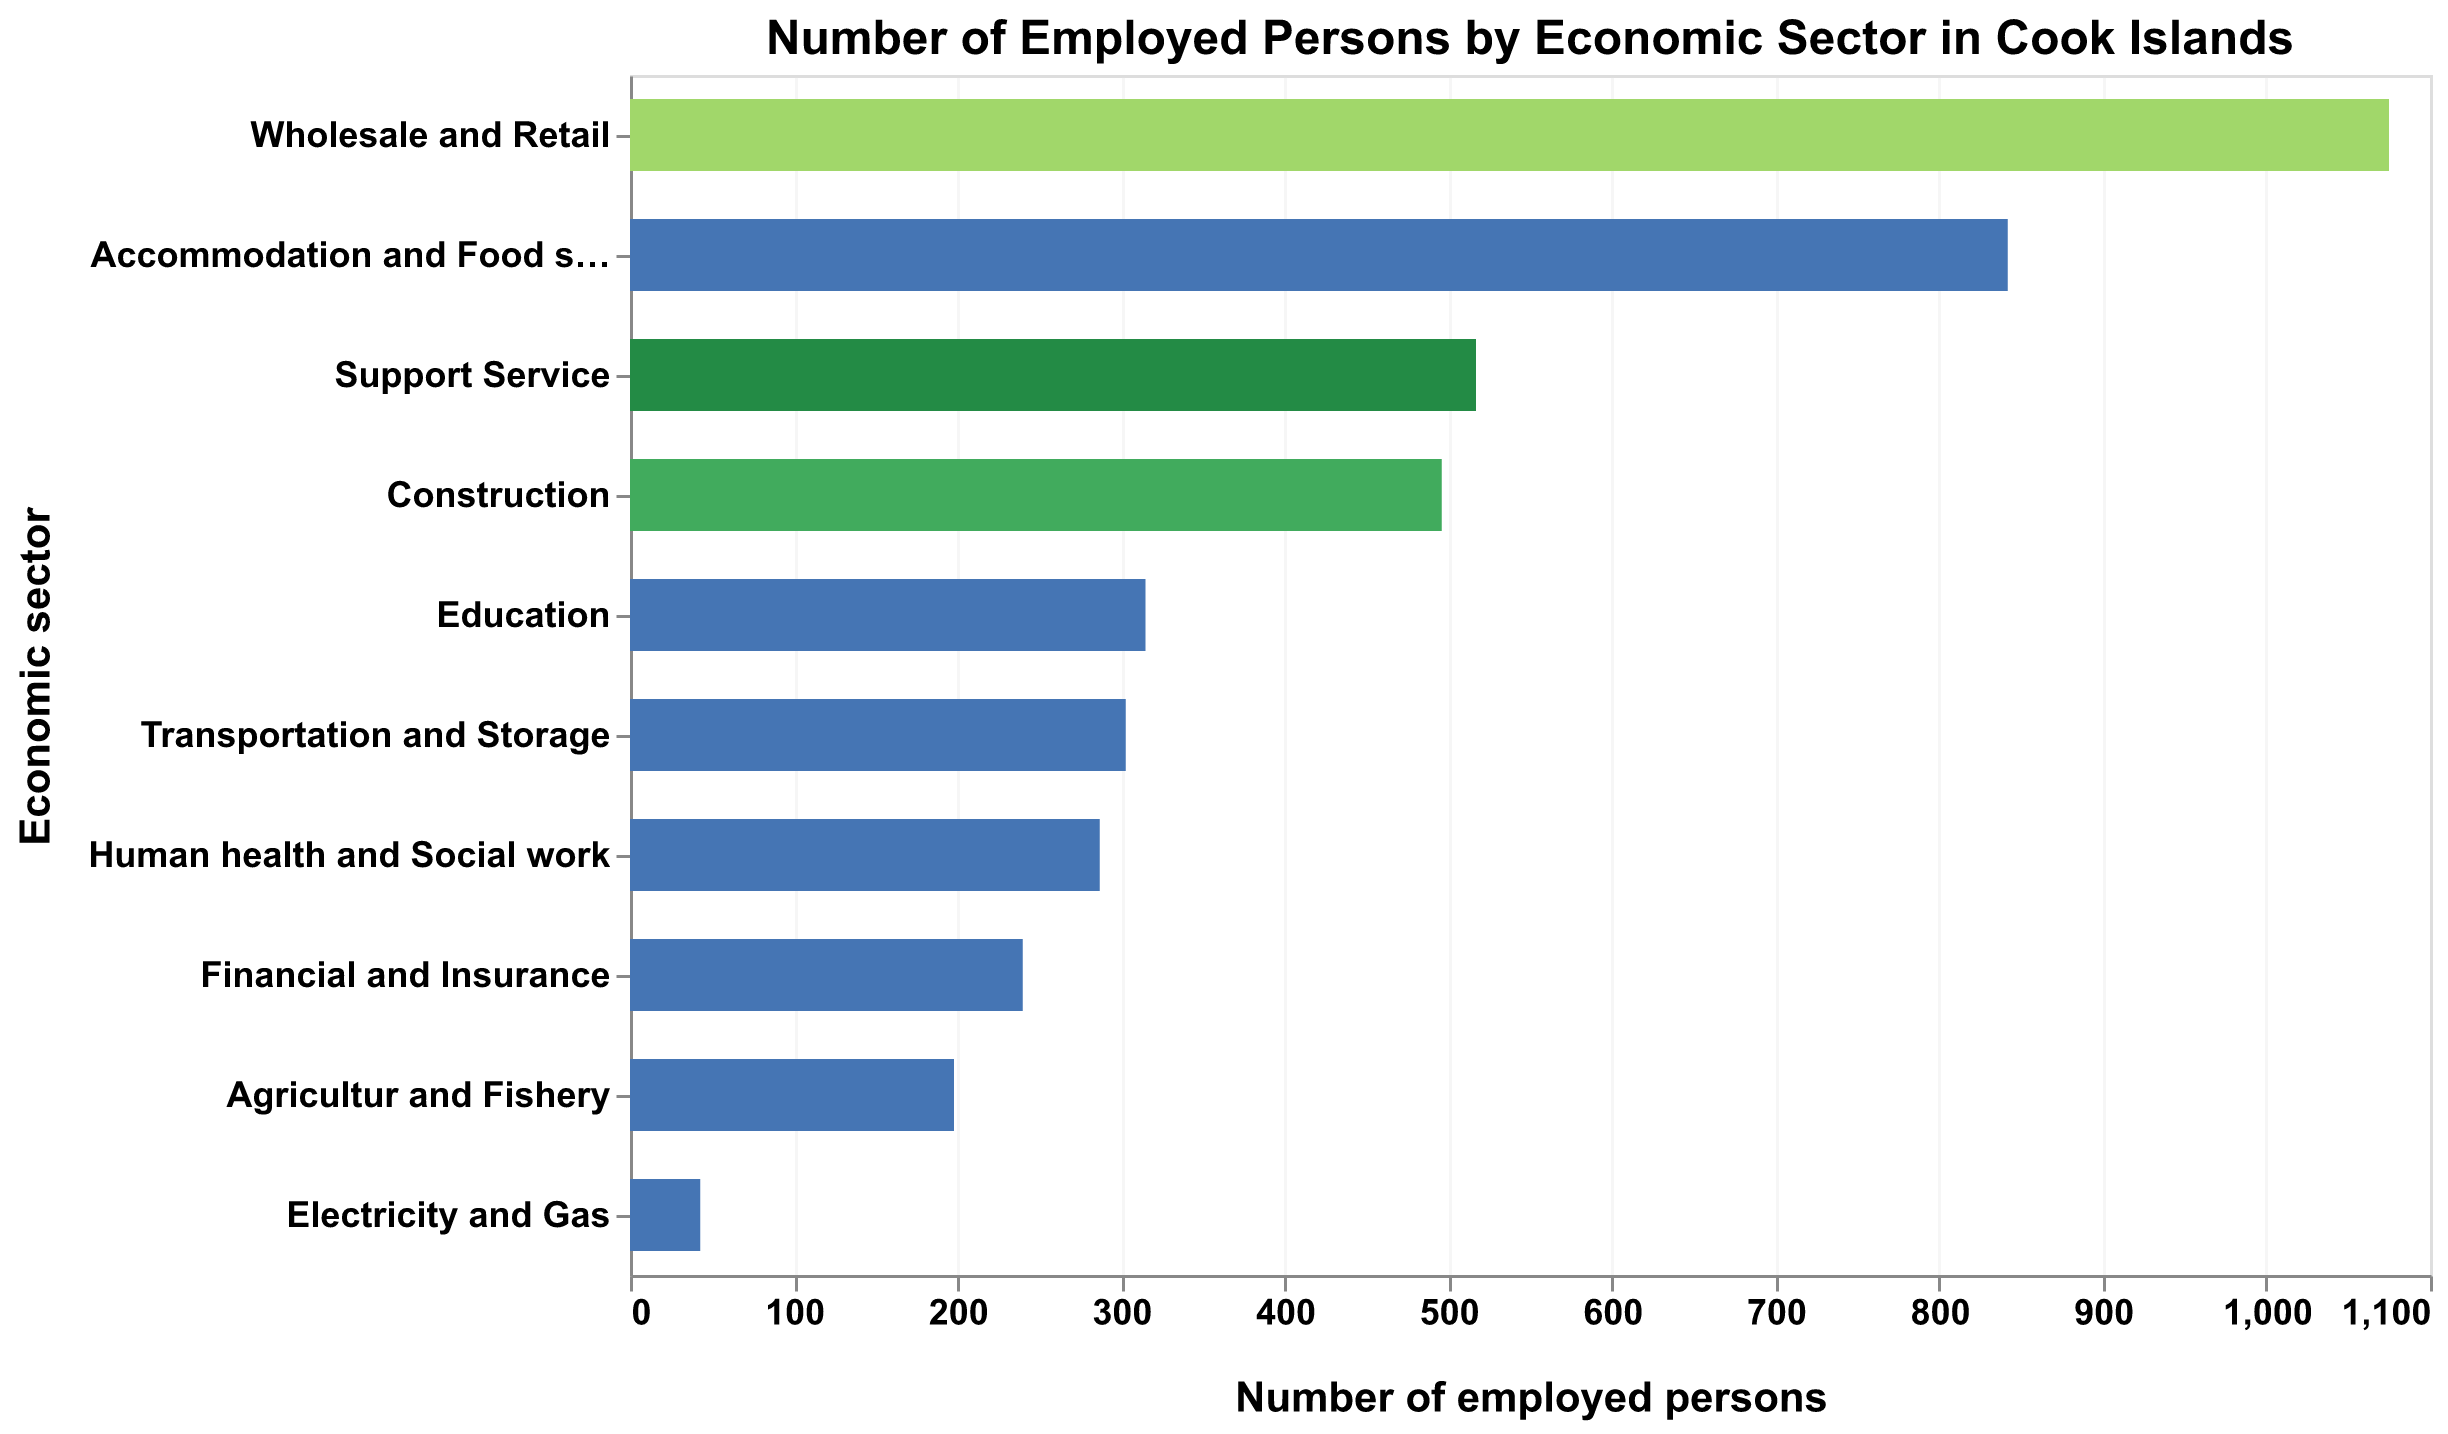 Number of Employed Persons by Economic Sector in Cook Islands
Economic sector
Wholesale and Retail
Accommodation and Food s…
Support Service
Construction
Education
Transportation and Storage
Human health and Social work
Financial and Insurance
Agricultur and Fishery
Electricity and Gas
0 100 200 300 400 500 600 700 800 900 1,000 1,100
Number of employed persons